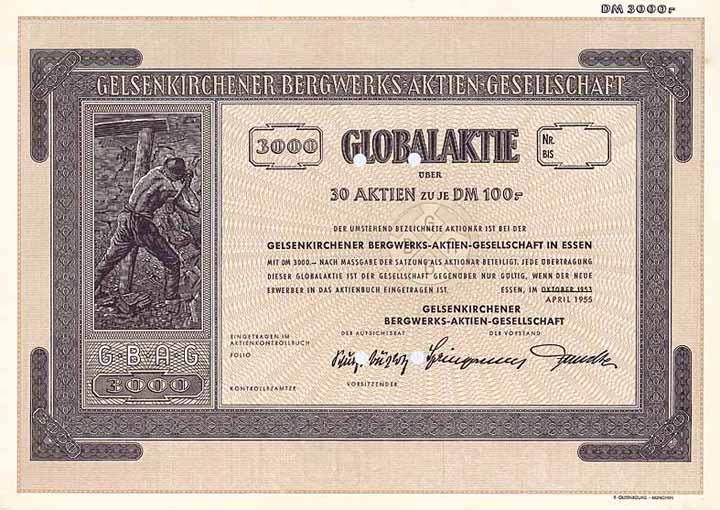 DM 3000.-
GELSENKIRCHENER BERGWERKS-AKTIEN-GESELLSCHAFT
3000 GLOBALAKTIE NR.
BIS
ÜBER
30 AKTIEN ZU JE DM 100.-
G
DER UMSTEHEND BEZEICHNETE AKTIONÄR IST BEI DER
GELSENKIRCHENER BERGWERKS-AKTIEN-GESELLSCHAFT IN ESSEN
MIT DM 3000.— NACH MASSGABE DER SATZUNG ALS AKTIONÄR BETEILIGT. JEDE ÜBERTRAGUNG
DIESER GLOBALAKTIE IST DER GESELLSCHAFT GEGENÜBER NUR GÜLTIG, WENN DER NEUE
ERWERBER IN DAS AKTIENBUCH EINGETRAGEN IST. ESSEN, IM OKTOBER 1953
APRIL 1955
GELSENKIRCHENER
BERGWERKS-AKTIEN-GESELLSCHAFT
EINGETRAGEN IM
AKTIENKONTROLLBUCH
DER AUFSICHTSRAT DER VORSTAND
FOLIO
KONTROLLBEAMTE
VORSITZENDER
G·B·A·G
3000
R. OLDENBOURG · MÜNCHEN